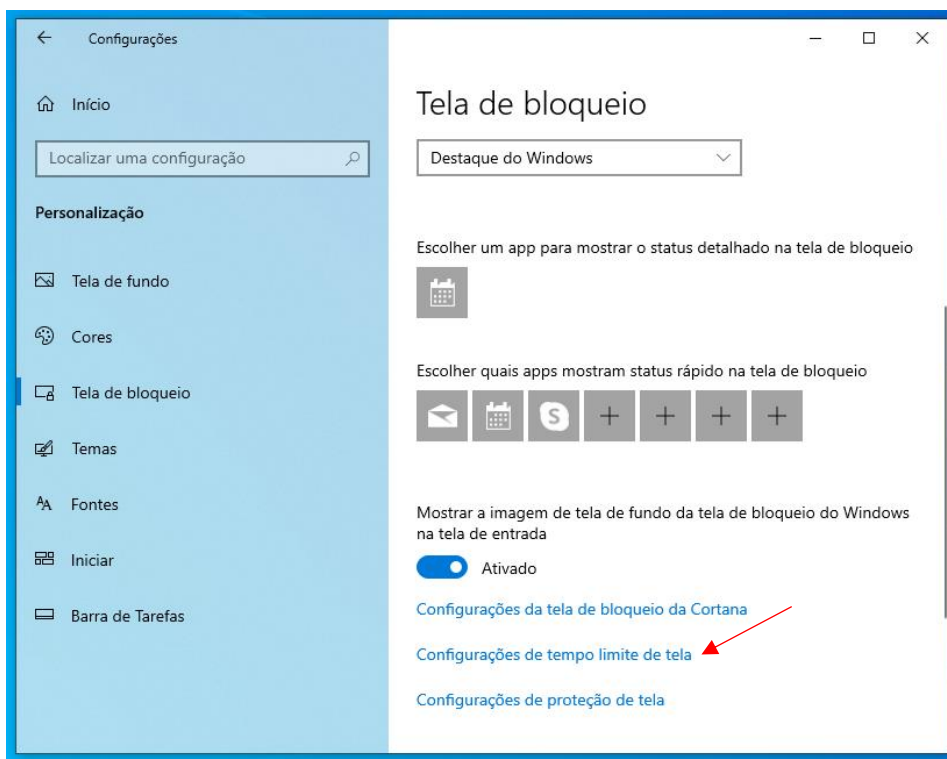 Configurações
Início
Localizar uma configuração
Personalização
Tela de fundo
Cores
Tela de bloqueio
Temas
Fontes
Iniciar
Barra de Tarefas
Tela de bloqueio
Destaque do Windows
Escolher um app para mostrar o status detalhado na tela de bloqueio
Escolher quais apps mostram status rápido na tela de bloqueio
Mostrar a imagem de tela de fundo da tela de bloqueio do Windows
na tela de entrada
Ativado
Configurações da tela de bloqueio da Cortana
Configurações de tempo limite de tela
Configurações de proteção de tela